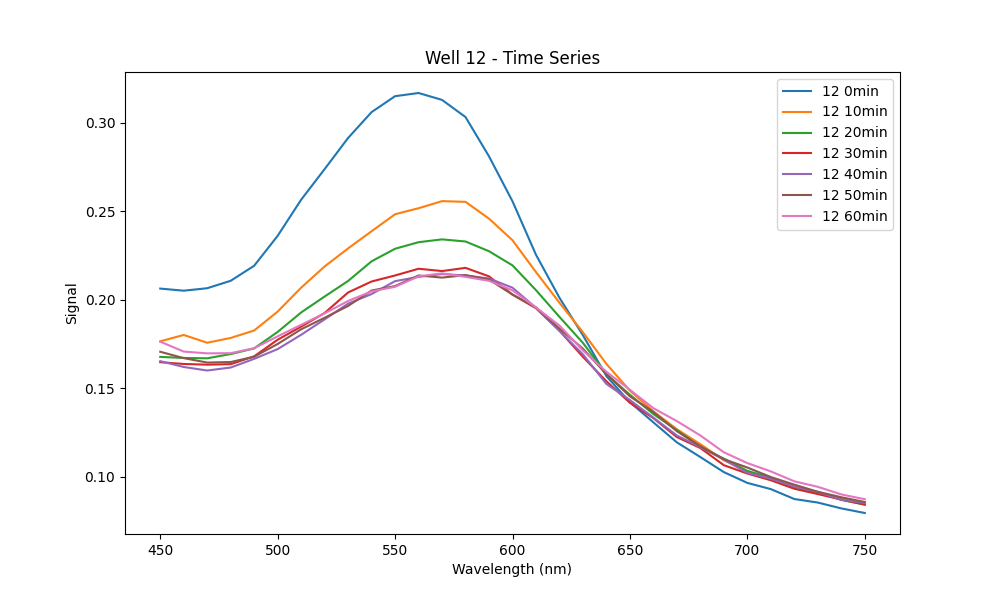 Well 12 - Time Series
Signal
0.30
0.25
0.20
0.15
0.10
12 0min
12 10min
12 20min
12 30min
12 40min
12 50min
12 60min
450 500 550 600 650 700 750
Wavelength (nm)